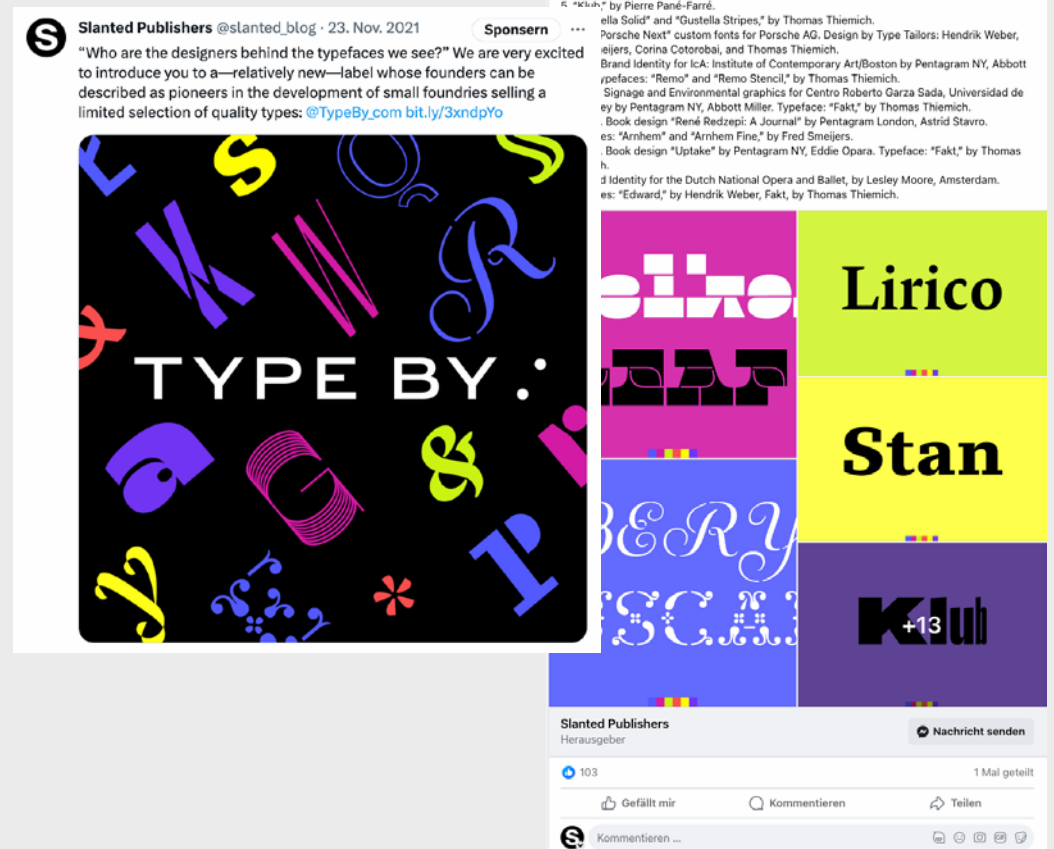 Slanted Publishers @slanted_blog · 23. Nov. 2021
Sponsern
“Who are the designers behind the typefaces we see?” We are very excited
to introduce you to a—relatively new—label whose founders can be
described as pioneers in the development of small foundries selling a
limited selection of quality types: @TypeBy_com bit.ly/3xndpYo
S
Q
K
W
R
&
TYPE BY
a
G
&
r
y
P
*
5. “Klub,” by Pierre Pané-Farré.
Solid” and “Gustella Stripes,” by Thomas Thiemich.
Next” custom fonts for Porsche AG. Design by Type Tailors: Hendrik Weber,
Corina Cotorobai, and Thomas Thiemich.
Brand Identity for IcA: Institute of Contemporary Art/Boston by Pentagram NY, Abbott
“Remo” and “Remo Stencil,” by Thomas Thiemich.
Signage and Environmental graphics for Centro Roberto Garza Sada, Universidad de
by Pentagram NY, Abbott Miller. Typeface: “Fakt,” by Thomas Thiemich.
. Book design “René Redzepi: A Journal” by Pentagram London, Astrid Stavro.
“Arnhem” and “Arnhem Fine,” by Fred Smeijers.
. Book design “Uptake” by Pentagram NY, Eddie Opara. Typeface: “Fakt,” by Thomas
h.
Identity for the Dutch National Opera and Ballet, by Lesley Moore, Amsterdam.
“Edward,” by Hendrik Weber, Fakt, by Thomas Thiemich.
Lirico
Stan
BERY
SCA
Klub
+13
Slanted Publishers
Herausgeber
Nachricht senden
103
1 Mal geteilt
Gefällt mir
Kommentieren
Teilen
S
Kommentieren ...
GIF